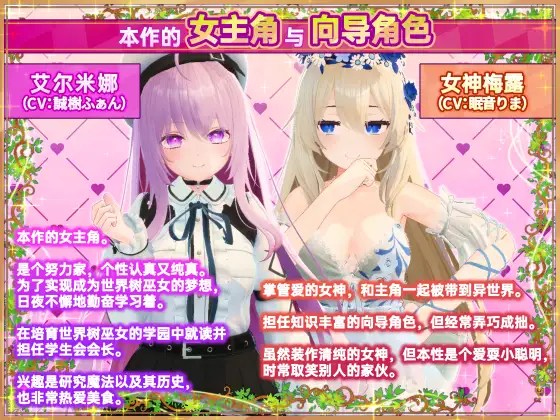 本作的 女主角 与 向导角色
艾尔米娜
(CV:誠樹ふぁん)
女神梅露
(CV:眠音りま)
本作的女主角。
是个努力家，个性认真又纯真。
为了实现成为世界树巫女的梦想，
日夜不懈地勤奋学习着。
在培育世界树巫女的学园中就读并
担任学生会会长。
兴趣是研究魔法以及其历史，
也非常热爱美食。
掌管爱的女神，和主角一起被带到异世界。
担任知识丰富的向导角色，但经常弄巧成拙。
虽然装作清纯的女神，但本性是个爱耍小聪明，
时常取笑别人的家伙。